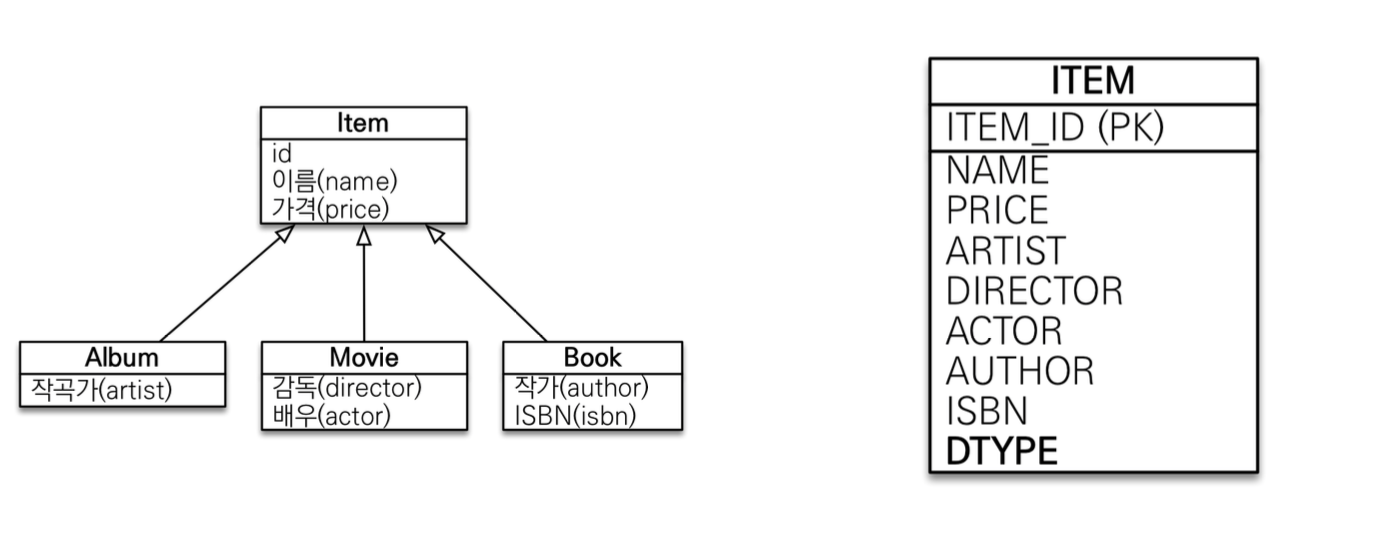 Item
id
이름(name)
가격(price)
Album
작곡가(artist)
Movie
감독(director)
배우(actor)
Book
작가(author)
ISBN(isbn)
ITEM
ITEM_ID (PK)
NAME
PRICE
ARTIST
DIRECTOR
ACTOR
AUTHOR
ISBN
DTYPE